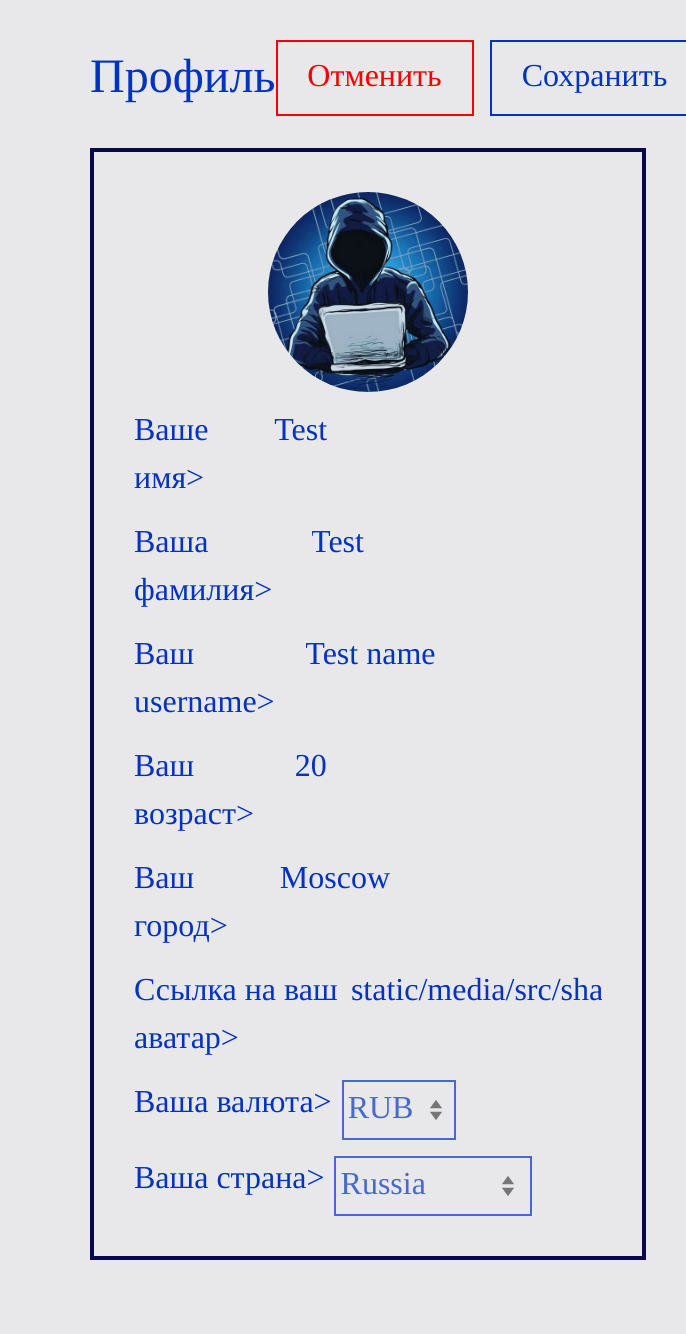 Профиль Отменить Сохранить
Ваше Test
имя>
Ваша Test
фамилия>
Ваш Test name
username>
Ваш 20
возраст>
Ваш Moscow
город>
Ссылка на ваш static/media/src/sha
аватар>
Ваша валюта> RUB
Ваша страна> Russia